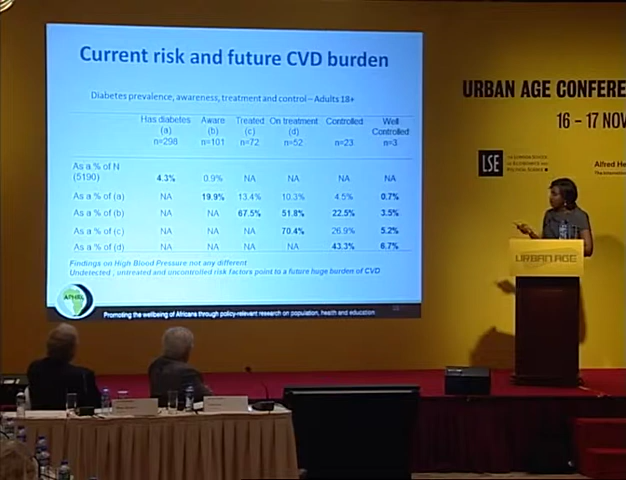 Current risk and future CVD burden
Diabetes prevalence, awareness, treatment and control – Adults 18+
Has diabetes (a) n=298
Aware (b) n=101
Treated (c) n=72
On treatment (d) n=52
Controlled n=23
Well Controlled n=3
As a % of N (5190) 4.3% 0.9% NA NA NA NA
As a % of (a) NA 19.9% 13.4% 10.3% 4.5% 0.7%
As a % of (b) NA NA 67.5% 51.8% 22.5% 3.5%
As a % of (c) NA NA NA 70.4% 26.9% 5.2%
As a % of (d) NA NA NA NA 43.3% 6.7%
Findings on High Blood Pressure not any different
Undetected, untreated and uncontrolled risk factors point to a future huge burden of CVD
APHRC
Promoting the wellbeing of Africans through policy-relevant research on population, health and education
URBAN AGE CONFERE
16 – 17 NOV
LSE
Alfred He
URBAN AGE